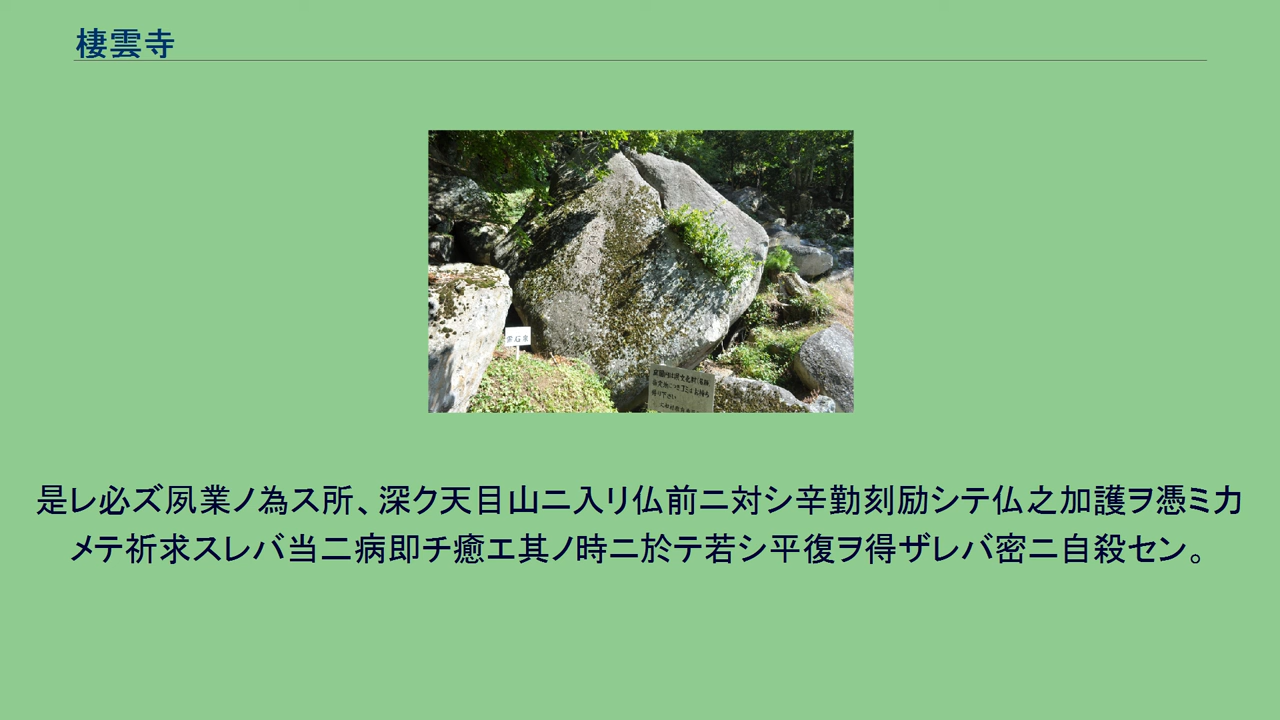 棲雲寺
是レ必ズ夙業ノ為ス所、深ク天目山ニ入リ仏前ニ対シ辛勤刻励シテ仏之加護ヲ憑ミカ
メテ祈求スレバ当二病即チ癒エ其ノ時ニ於テ若シ平復ヲ得ザレバ密ニ自殺セン。